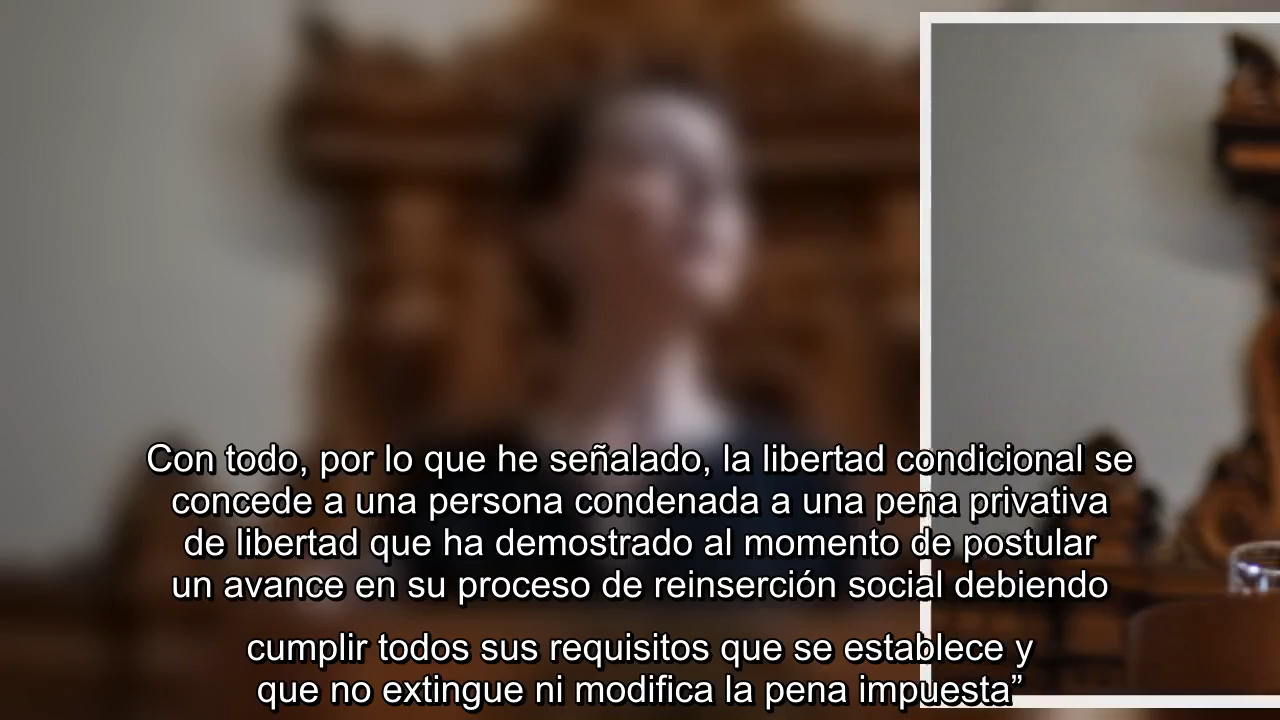 Con todo, por lo que he señalado, la libertad condicional se
concede a una persona condenada a una pena privativa
de libertad que ha demostrado al momento de postular
un avance en su proceso de reinserción social debiendo
cumplir todos sus requisitos que se establece y
que no extingue ni modifica la pena impuesta”